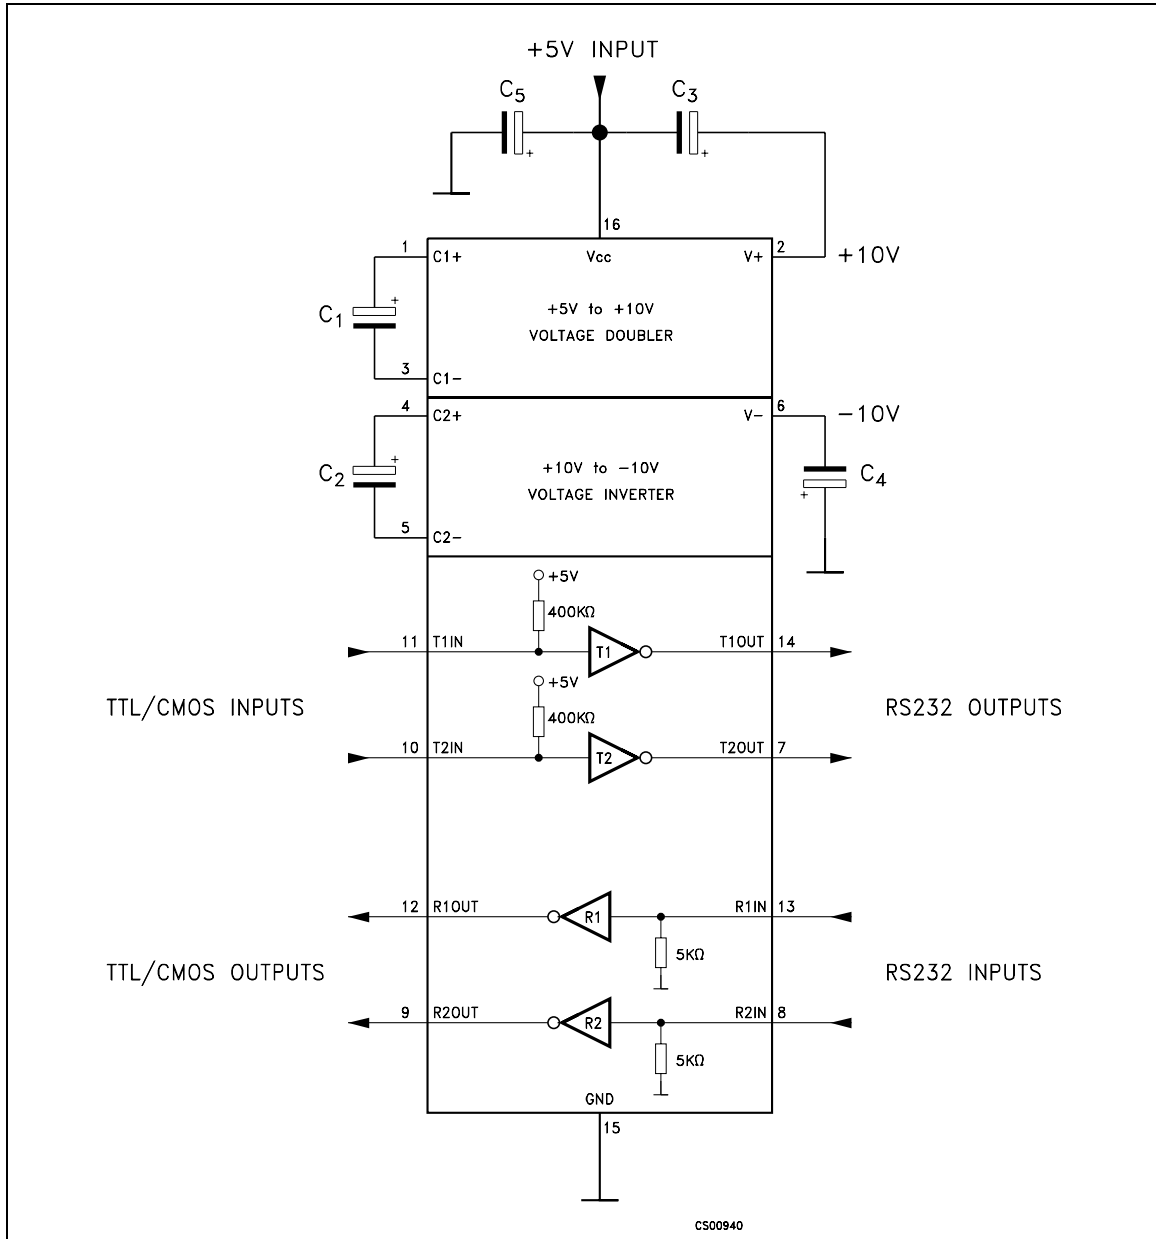 +5V INPUT
C5
C3
+
+
16
1
C1+
Vcc
V+
2
+10V
+
C1
+5V to +10V
VOLTAGE DOUBLER
3
C1-
4
C2+
V-
6
-10V
+
C2
+10V to -10V
VOLTAGE INVERTER
C4
+
5
C2-
+5V
400KΩ
11
T1IN
T1
T1OUT
14
+5V
TTL/CMOS INPUTS
400KΩ
RS232 OUTPUTS
10
T2IN
T2
T2OUT
7
12
R1OUT
R1
R1IN
13
5KΩ
TTL/CMOS OUTPUTS
RS232 INPUTS
9
R2OUT
R2
R2IN
8
5KΩ
GND
15
CS00940